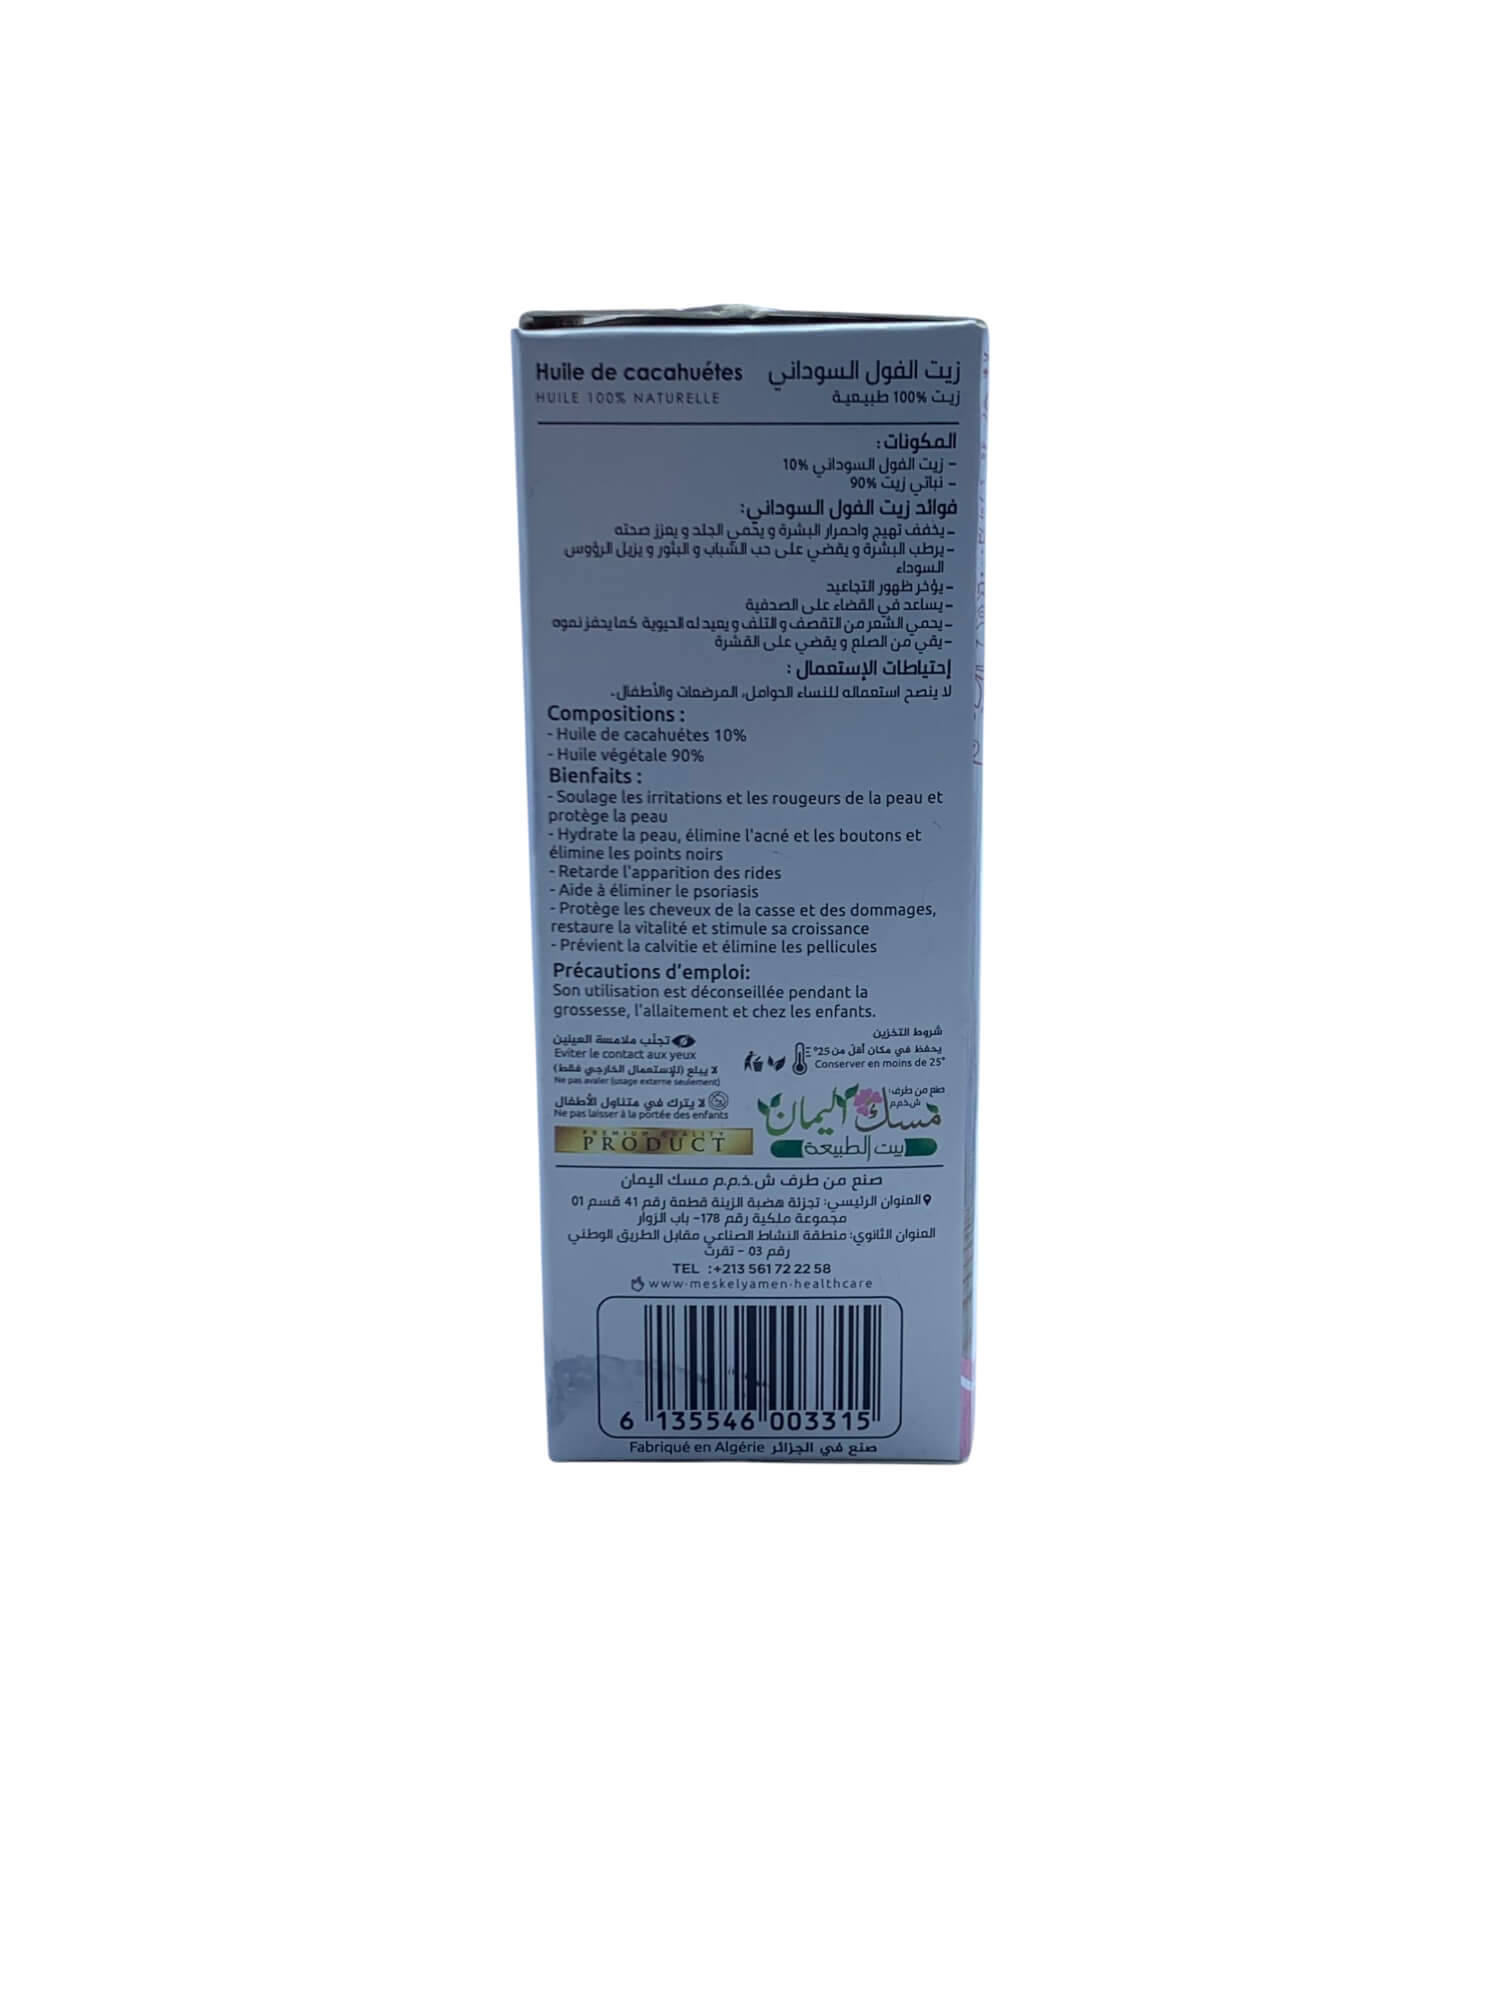 Huile de cacahuétes زيت الفول السوداني
HUILE 100% NATURELLE زيت 100% طبيعية
المكونات :
- زيت الفول السوداني 10%
- نباتي زيت 90%
فوائد زيت الفول السوداني:
- يخفف تهيج واحمرار البشرة و يحمي الجلد و يعزز صحته
- يرطب البشرة و يقضي على حب الشباب و البثور و يزيل الرؤوس
السوداء
- يؤخر ظهور التجاعيد
- يساعد في القضاء على الصدفية
- يحمي الشعر من التقصف و التلف و يعيد له الحيوية كما يحفز نموه
- يقي من الصلع و يقضي على القشرة
إحتياطات الإستعمال :
لا ينصح استعماله للنساء الحوامل، المرضعات والأطفال.
Compositions :
- Huile de cacahuétes 10%
- Huile végétale 90%
Bienfaits :
- Soulage les irritations et les rougeurs de la peau et
protège la peau
- Hydrate la peau, élimine l'acné et les boutons et
élimine les points noirs
- Retarde l'apparition des rides
- Aide à éliminer le psoriasis
- Protège les cheveux de la casse et des dommages,
restaure la vitalité et stimule sa croissance
- Prévient la calvitie et élimine les pellicules
Précautions d'emploi:
Son utilisation est déconseillée pendant la
grossesse, l'allaitement et chez les enfants.
تجنّب ملامسة العينين
Eviter le contact aux yeux
لا يبلع (للإستعمال الخارجي فقط)
Ne pas avaler (usage externe seulement)
لا يترك في متناول الأطفال
Ne pas laisser à la portée des enfants
شروط التخزين
يحفظ في مكان أقل من 25°
Conserver en moins de 25°
صنع من طرف:
ش.ذ.م.م
مسك اليمان
بيت الطبيعة
PREMIUM QUALITY
PRODUCT
صنع من طرف ش.ذ.م.م مسك اليمان
العنوان الرئيسي: تجزئة هضبة الزينة قطعة رقم 41 قسم 01
مجموعة ملكية رقم 178- باب الزوار
العنوان الثانوي: منطقة النشاط الصناعي مقابل الطريق الوطني
رقم 03 - تقرت
TEL :+213 561 72 22 58
www.meskelyamen-healthcare
6 135546 003315
Fabriqué en Algérie صنع في الجزائر